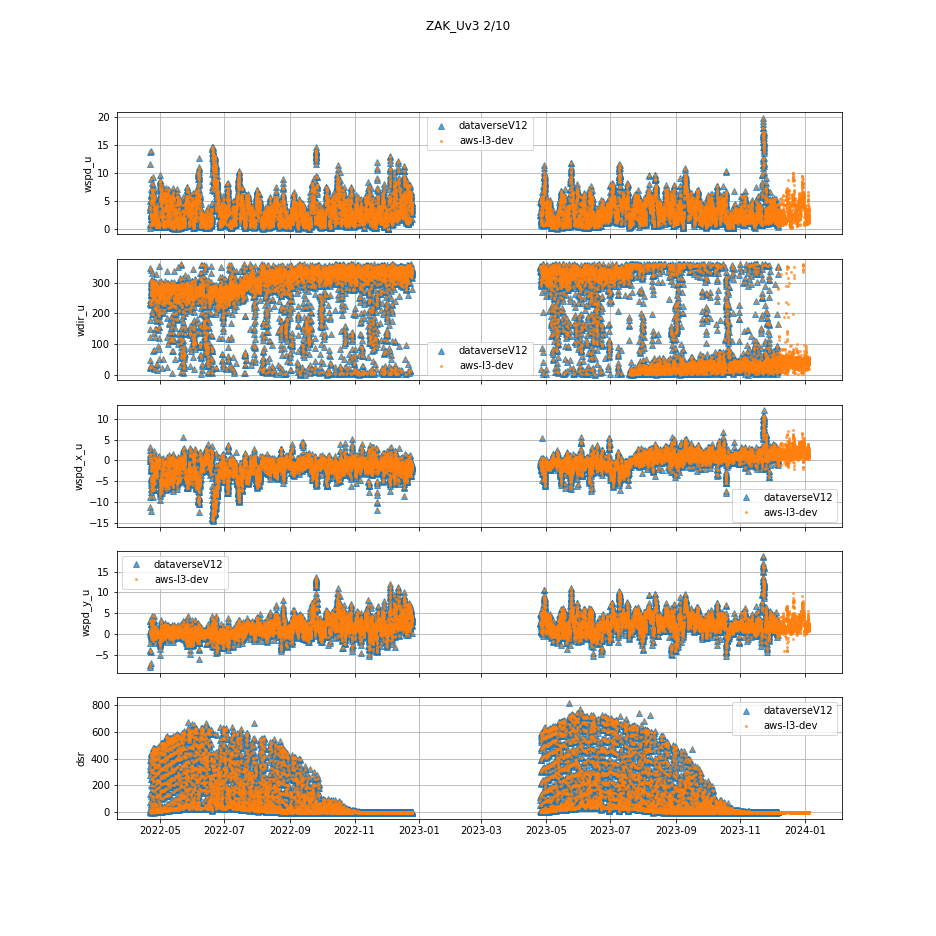 ZAK_Uv3 2/10
20
15
10
5
0
wspd_u
dataverseV12
aws-l3-dev
300
200
100
0
wdir_u
dataverseV12
aws-l3-dev
10
5
0
−5
−10
−15
wspd_x_u
dataverseV12
aws-l3-dev
15
10
5
0
−5
wspd_y_u
dataverseV12
aws-l3-dev
800
600
400
200
0
dsr
dataverseV12
aws-l3-dev
2022-05 2022-07 2022-09 2022-11 2023-01 2023-03 2023-05 2023-07 2023-09 2023-11 2024-01